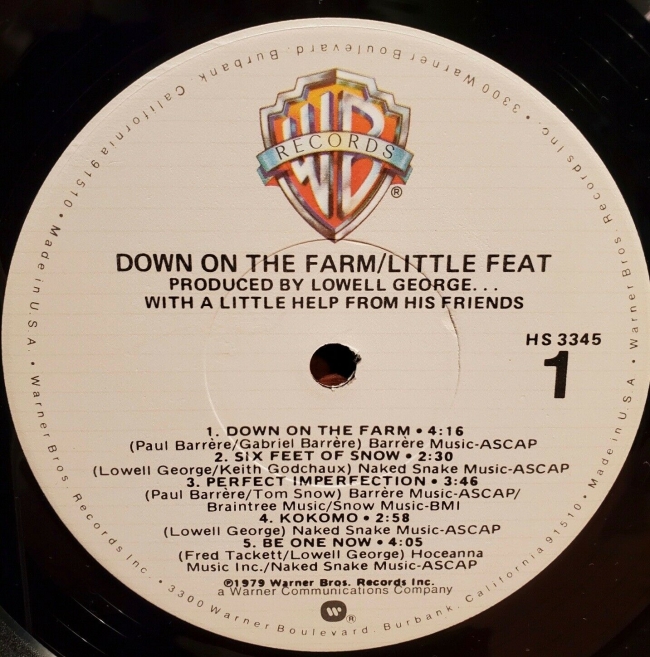 WB
RECORDS
®
DOWN ON THE FARM/LITTLE FEAT
PRODUCED BY LOWELL GEORGE...
WITH A LITTLE HELP FROM HIS FRIENDS
HS 3345
1
1. DOWN ON THE FARM • 4:16
(Paul Barrère/Gabriel Barrère) Barrère Music-ASCAP
2. SIX FEET OF SNOW • 2:30
(Lowell George/Keith Godchaux) Naked Snake Music-ASCAP
3. PERFECT IMPERFECTION • 3:46
(Paul Barrère/Tom Snow) Barrère Music-ASCAP/
Braintree Music/Snow Music-BMI
4. KOKOMO • 2:58
(Lowell George) Naked Snake Music-ASCAP
5. BE ONE NOW • 4:05
(Fred Tackett/Lowell George) Hoceanna
Music Inc./Naked Snake Music-ASCAP
℗1979 Warner Bros. Records Inc.
a Warner Communications Company
®
Warner Bros. Records Inc. • 3300 Warner Boulevard. Burbank. California 91510 • Made in U.S.A. • Warner Bros. Records Inc. • 3300 Warner Boulevard. Burbank. California 91510 • Made in U.S.A. •